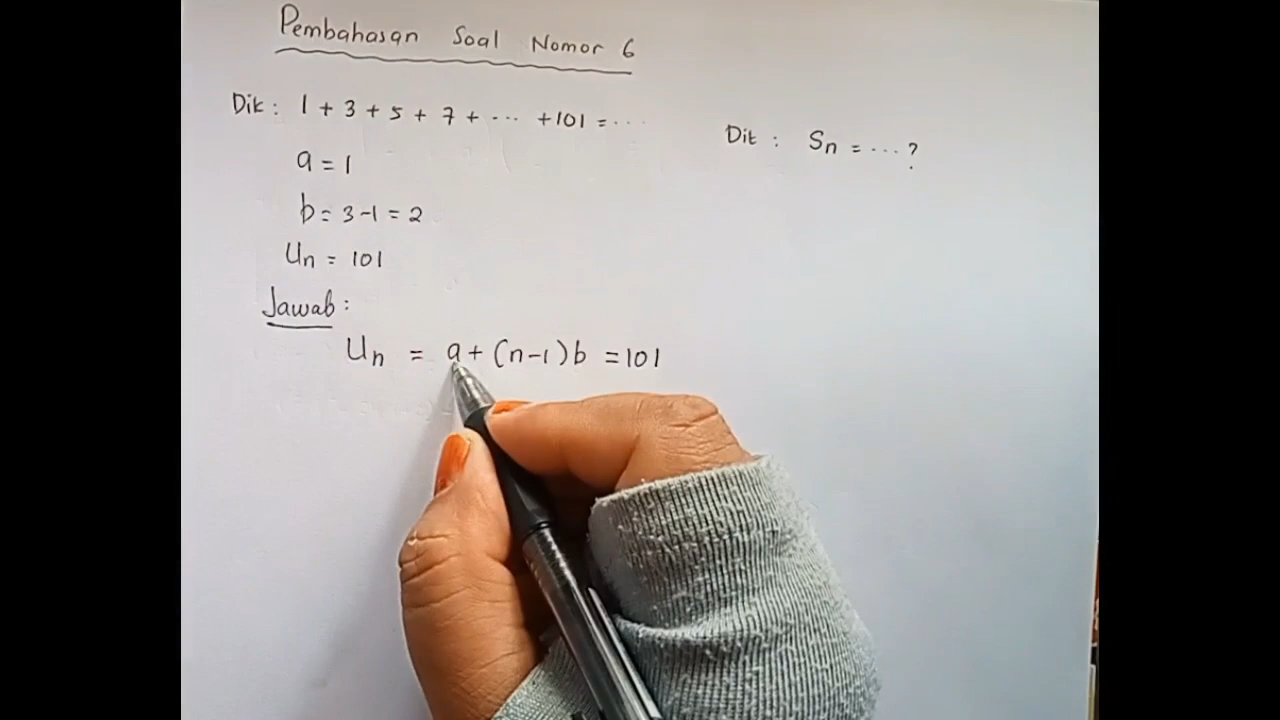 Pembahasan Soal Nomor 6
Dik : 1 + 3 + 5 + 7 + ... + 101 = ...
Dit : Sn = ... ?
a = 1
b = 3 - 1 = 2
Un = 101
Jawab :
Un = a + (n-1) b = 101